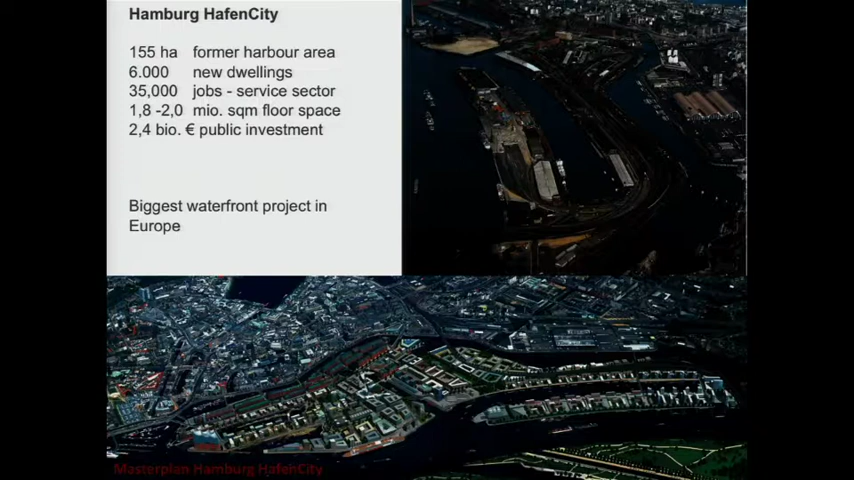 Hamburg HafenCity
155 ha former harbour area
6.000 new dwellings
35,000 jobs - service sector
1,8 -2,0 mio. sqm floor space
2,4 bio. € public investment
Biggest waterfront project in
Europe
Masterplan Hamburg HafenCity